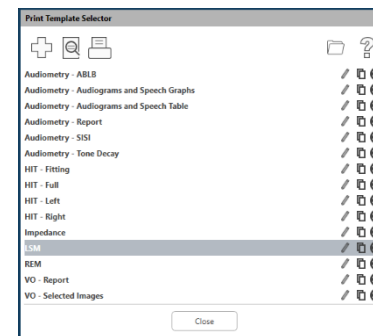 Print Template Selector
Audiometry - ABLB
Audiometry - Audiograms and Speech Graphs
Audiometry - Audiograms and Speech Table
Audiometry - Report
Audiometry - SISI
Audiometry - Tone Decay
HIT - Fitting
HIT - Full
HIT - Left
HIT - Right
Impedance
LSM
REM
VO - Report
VO - Selected Images
Close